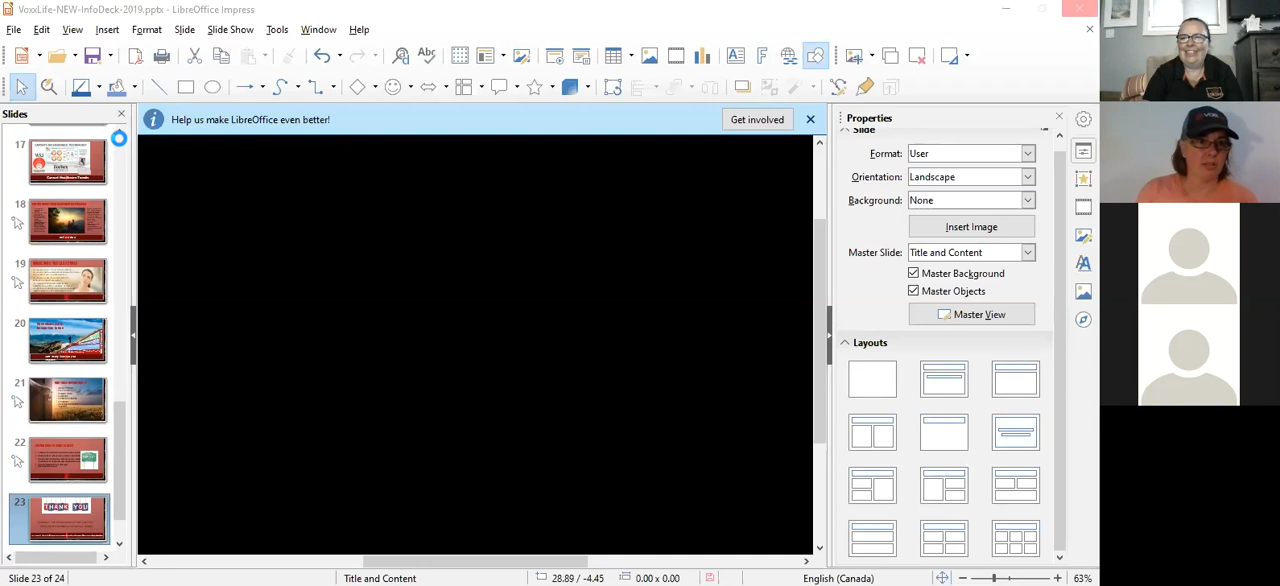 VoxxLife-NEW-InfoDeck-2019.pptx - LibreOffice Impress
File Edit View Insert Format Slide Slide Show Tools Window Help
Slides
Help us make LibreOffice even better!
Get involved
Properties
Slide
Format: User
Orientation: Landscape
Background: None
Insert Image
Master Slide: Title and Content
Master Background
Master Objects
Master View
Layouts
17
Current Healthcare Trends
18
19
20
21
22
23
THANK YOU
Slide 23 of 24
Title and Content
28.89 / -4.45
0.00 x 0.00
English (Canada)
63%